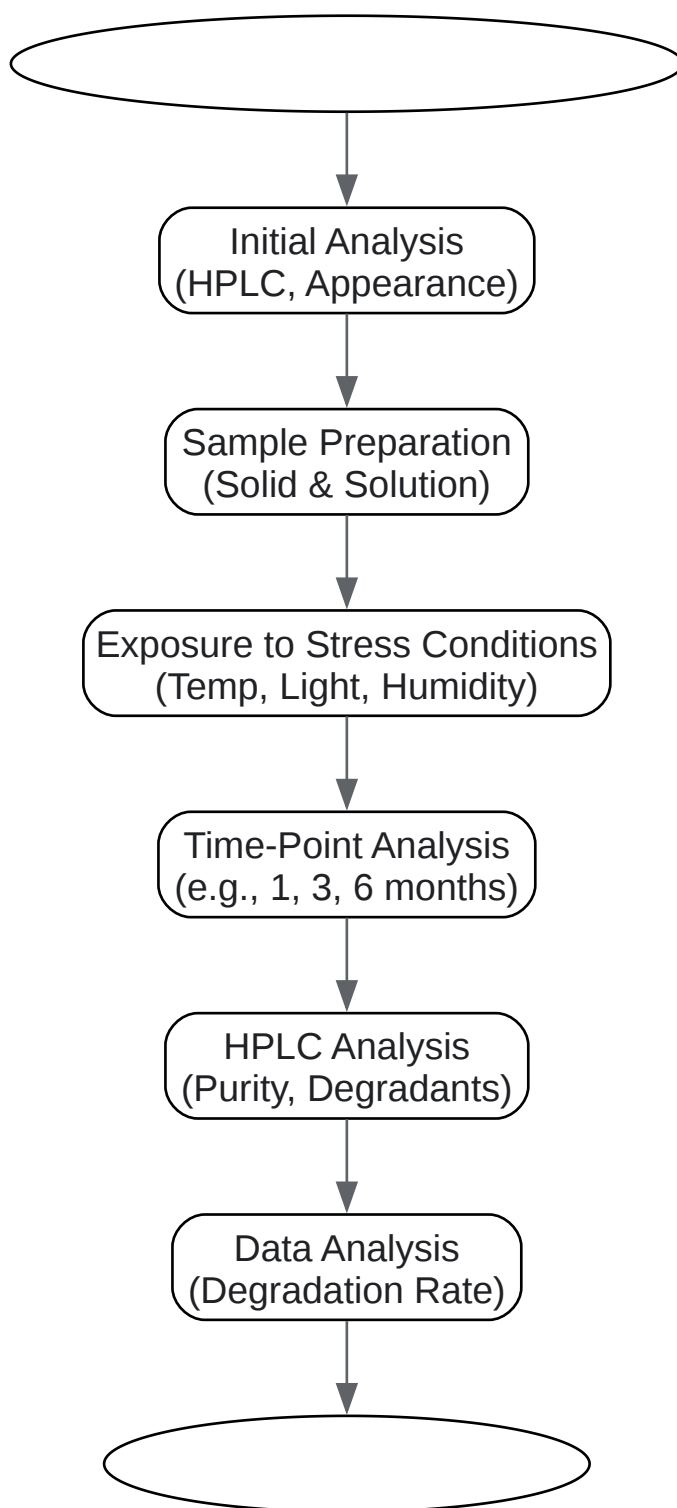 Initial Analysis
(HPLC, Appearance)
Sample Preparation
(Solid & Solution)
Exposure to Stress Conditions
(Temp, Light, Humidity)
Time-Point Analysis
(e.g., 1, 3, 6 months)
HPLC Analysis
(Purity, Degradants)
Data Analysis
(Degradation Rate)